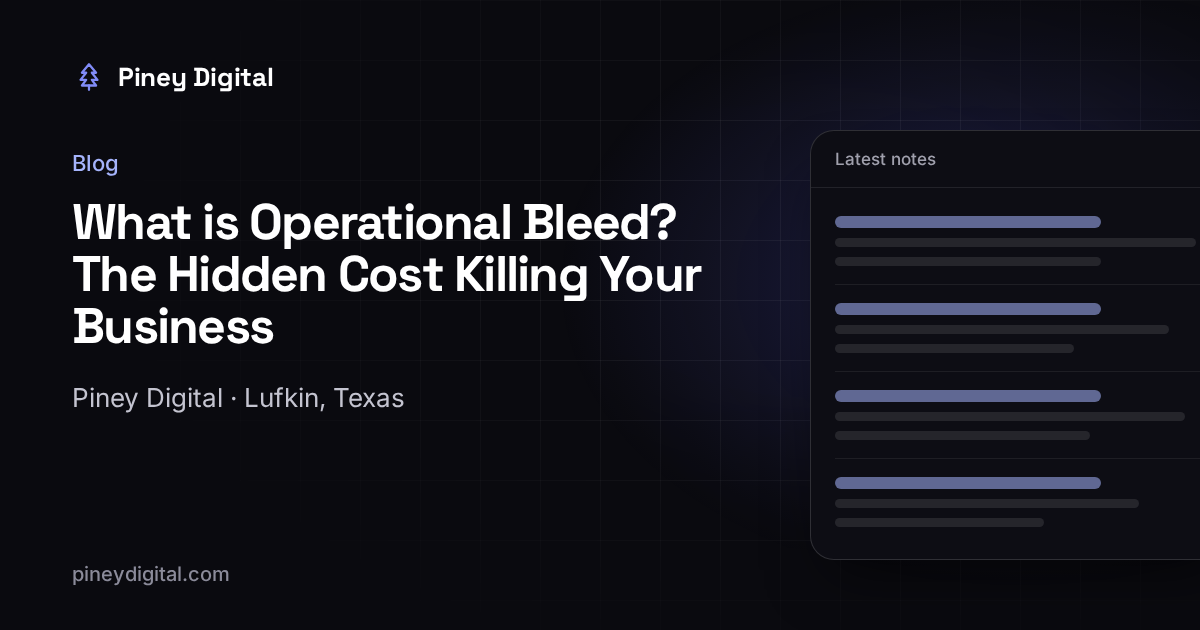 Piney Digital
Blog
What is Operational Bleed?
The Hidden Cost Killing Your
Business
Piney Digital · Lufkin, Texas
pineydigital.com
Latest notes